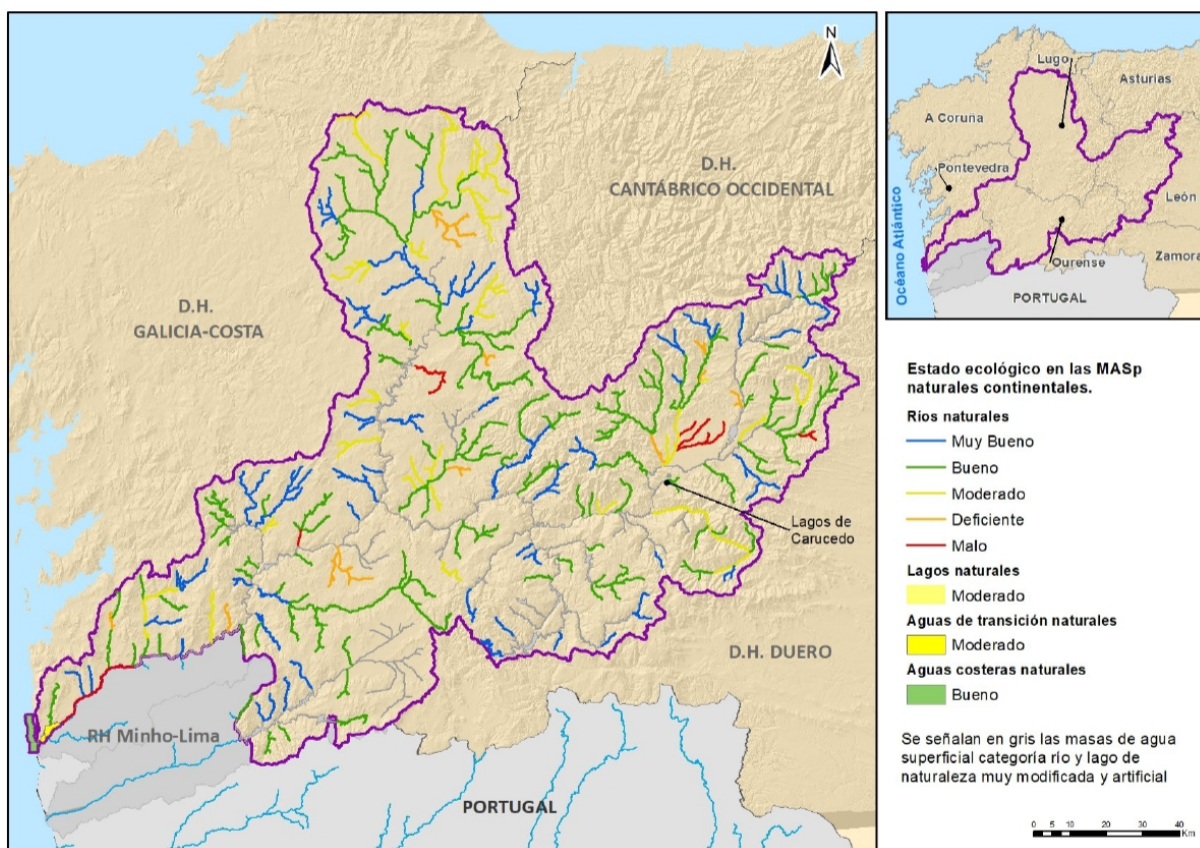 N
D.H.
CANTÁBRICO OCCIDENTAL
D.H.
GALICIA-COSTA
Lagos de
Carucedo
D.H. DUERO
RH Minho-Lima
PORTUGAL
Lugo
Asturias
A Coruña
Pontevedra
León
Océano Atlántico
Ourense
Zamora
PORTUGAL
Estado ecológico en las MASp
naturales continentales.
Ríos naturales
Muy Bueno
Bueno
Moderado
Deficiente
Malo
Lagos naturales
Moderado
Aguas de transición naturales
Moderado
Aguas costeras naturales
Bueno
Se señalan en gris las masas de agua
superficial categoría río y lago de
naturaleza muy modificada y artificial
0 5 10 20 30 40
Km